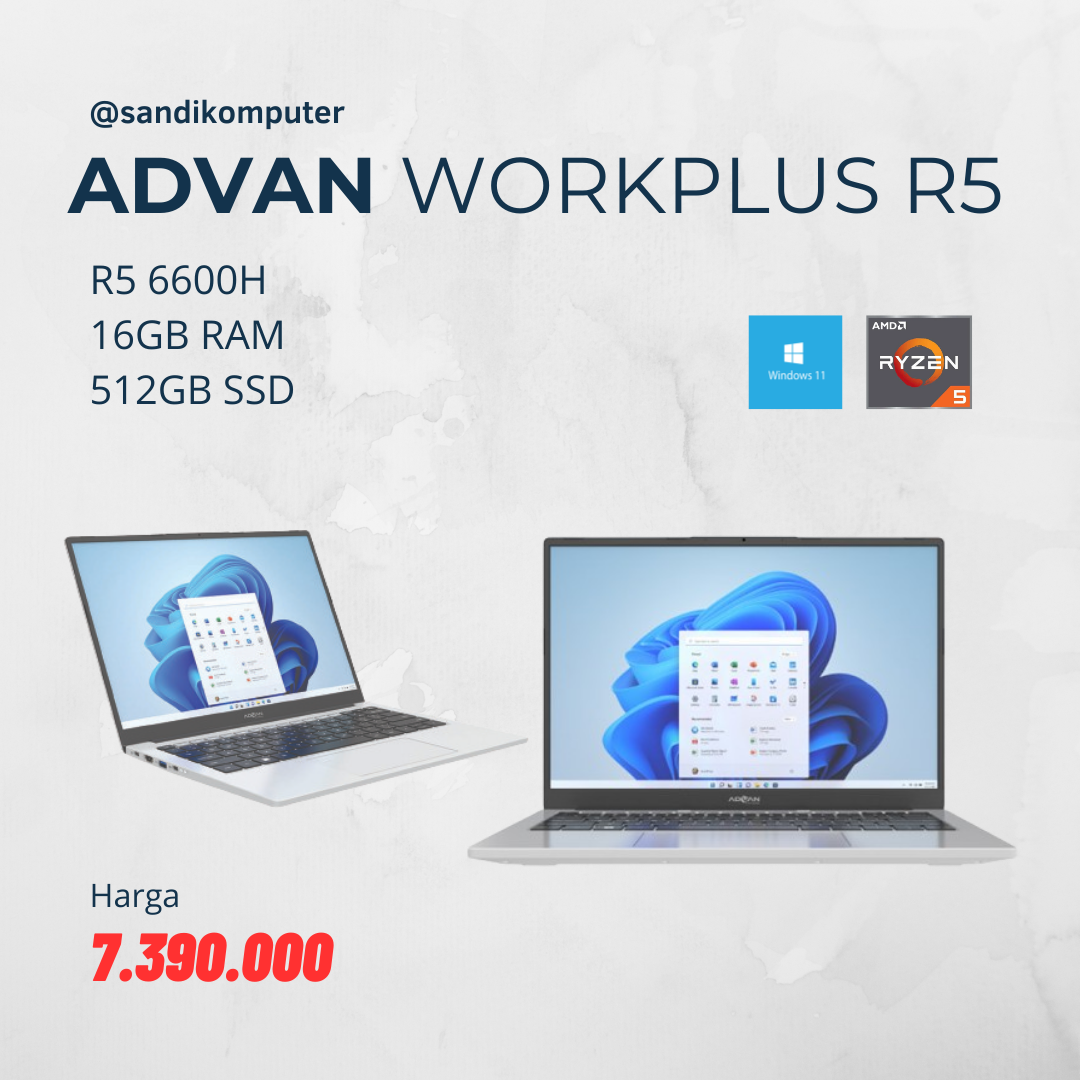 @sandikomputer
ADVAN WORKPLUS R5
R5 6600H
16GB RAM
512GB SSD
Windows 11
AMD
RYZEN
5
ADVAN
ADVAN
Harga
7.390.000